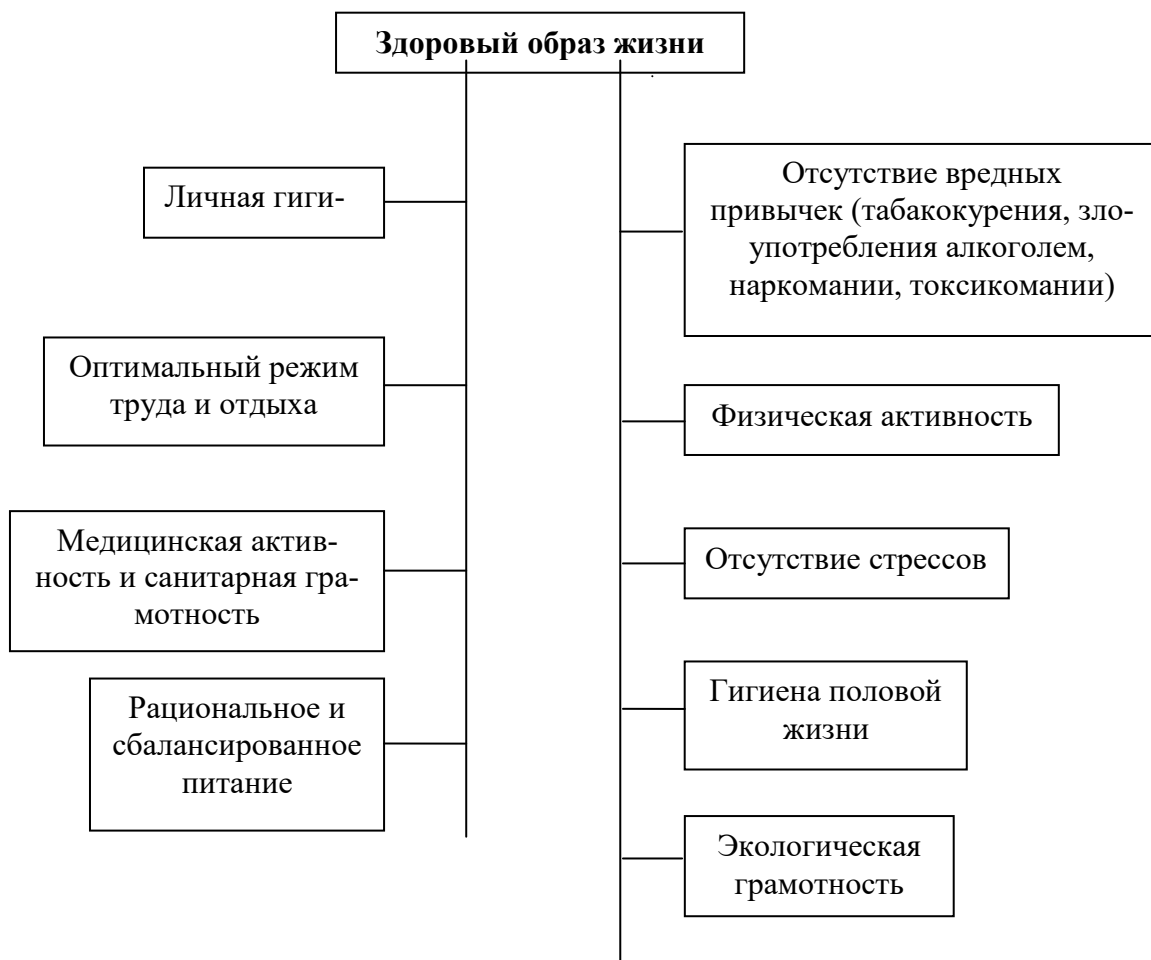 Здоровый образ жизни
Личная гиги-
Оптимальный режим
труда и отдыха
Медицинская актив-
ность и санитарная гра-
мотность
Рациональное и
сбалансированное
питание
Отсутствие вредных
привычек (табакокурения, зло-
употребления алкоголем,
наркомании, токсикомании)
Физическая активность
Отсутствие стрессов
Гигиена половой
жизни
Экологическая
грамотность